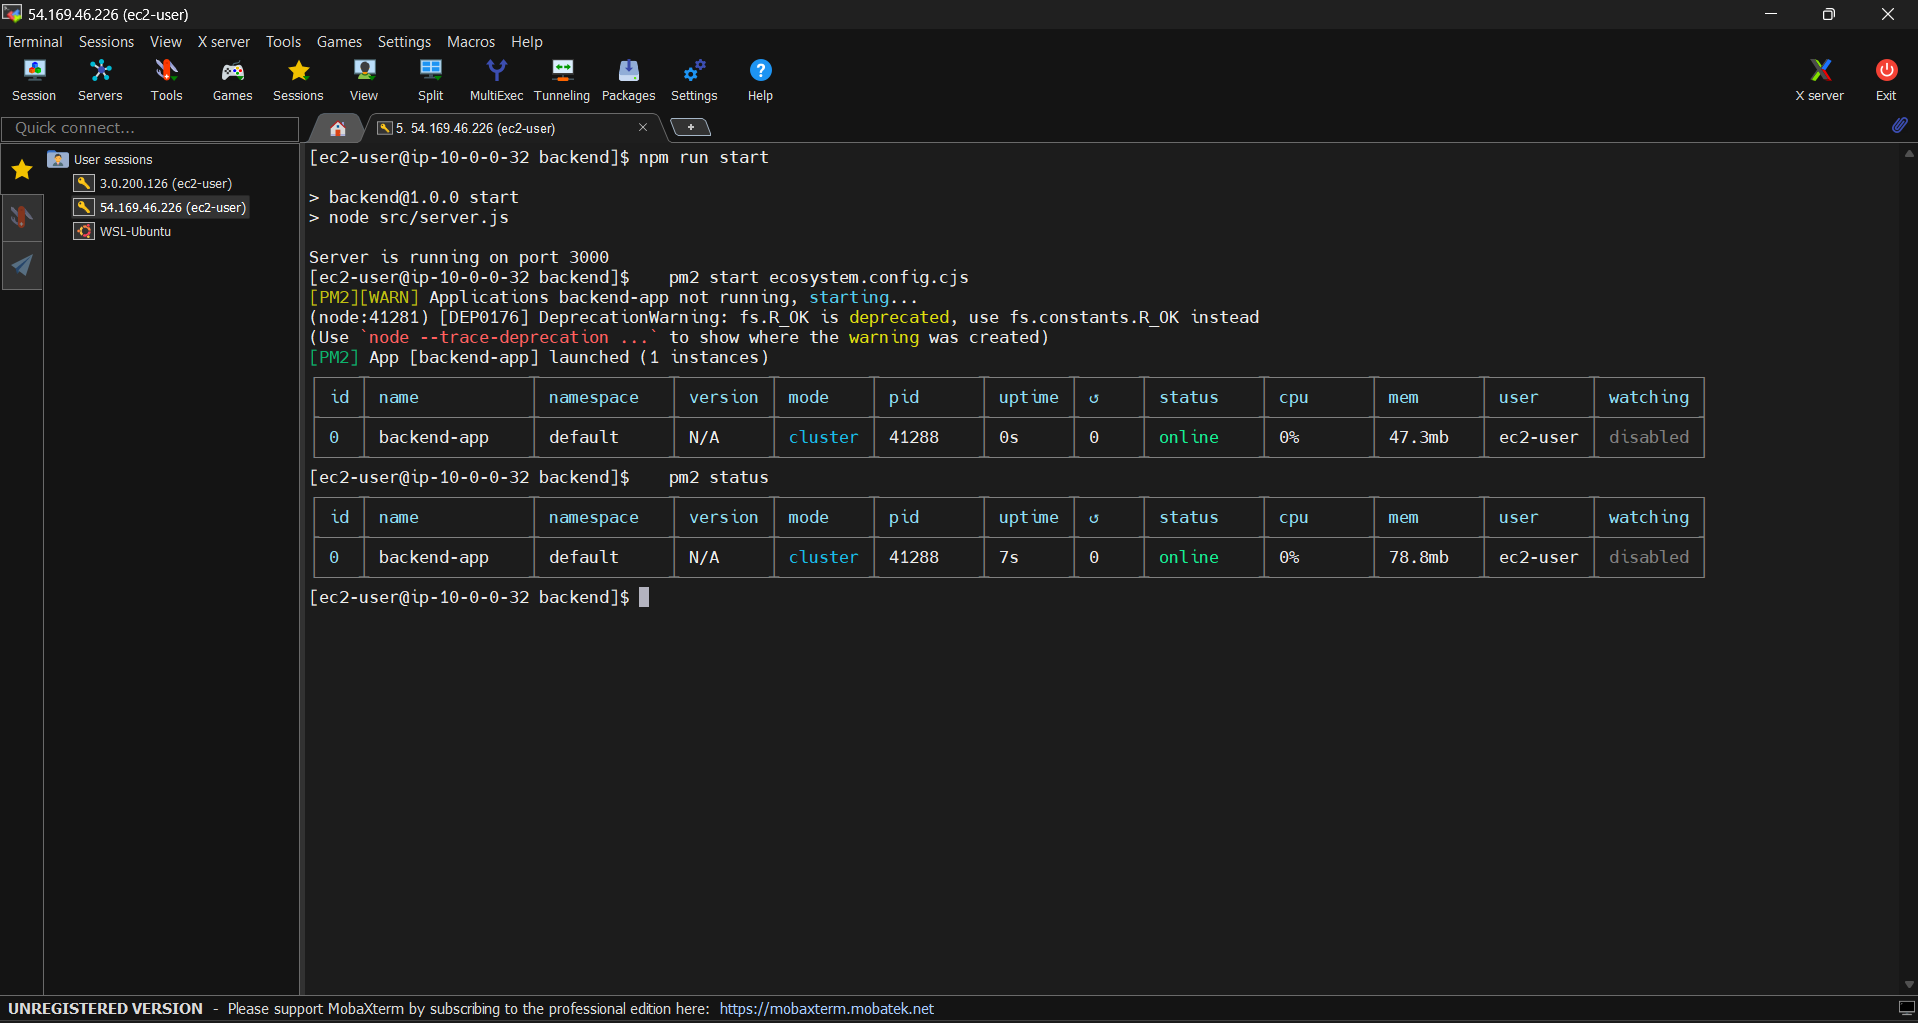 54.169.46.226 (ec2-user)
Terminal Sessions View X server Tools Games Settings Macros Help
Session Servers Tools Games Sessions View Split MultiExec Tunneling Packages Settings Help X server Exit
Quick connect...
5. 54.169.46.226 (ec2-user)
User sessions
3.0.200.126 (ec2-user)
54.169.46.226 (ec2-user)
WSL-Ubuntu
[ec2-user@ip-10-0-0-32 backend]$ npm run start
> backend@1.0.0 start
> node src/server.js
Server is running on port 3000
[ec2-user@ip-10-0-0-32 backend]$    pm2 start ecosystem.config.cjs
[PM2][WARN] Applications backend-app not running, starting...
(node:41281) [DEP0176] DeprecationWarning: fs.R_OK is deprecated, use fs.constants.R_OK instead
(Use `node --trace-deprecation ...` to show where the warning was created)
[PM2] App [backend-app] launched (1 instances)
id name namespace version mode pid uptime ↺ status cpu mem user watching
0 backend-app default N/A cluster 41288 0s 0 online 0% 47.3mb ec2-user disabled
[ec2-user@ip-10-0-0-32 backend]$    pm2 status
id name namespace version mode pid uptime ↺ status cpu mem user watching
0 backend-app default N/A cluster 41288 7s 0 online 0% 78.8mb ec2-user disabled
[ec2-user@ip-10-0-0-32 backend]$
UNREGISTERED VERSION - Please support MobaXterm by subscribing to the professional edition here: https://mobaxterm.mobatek.net